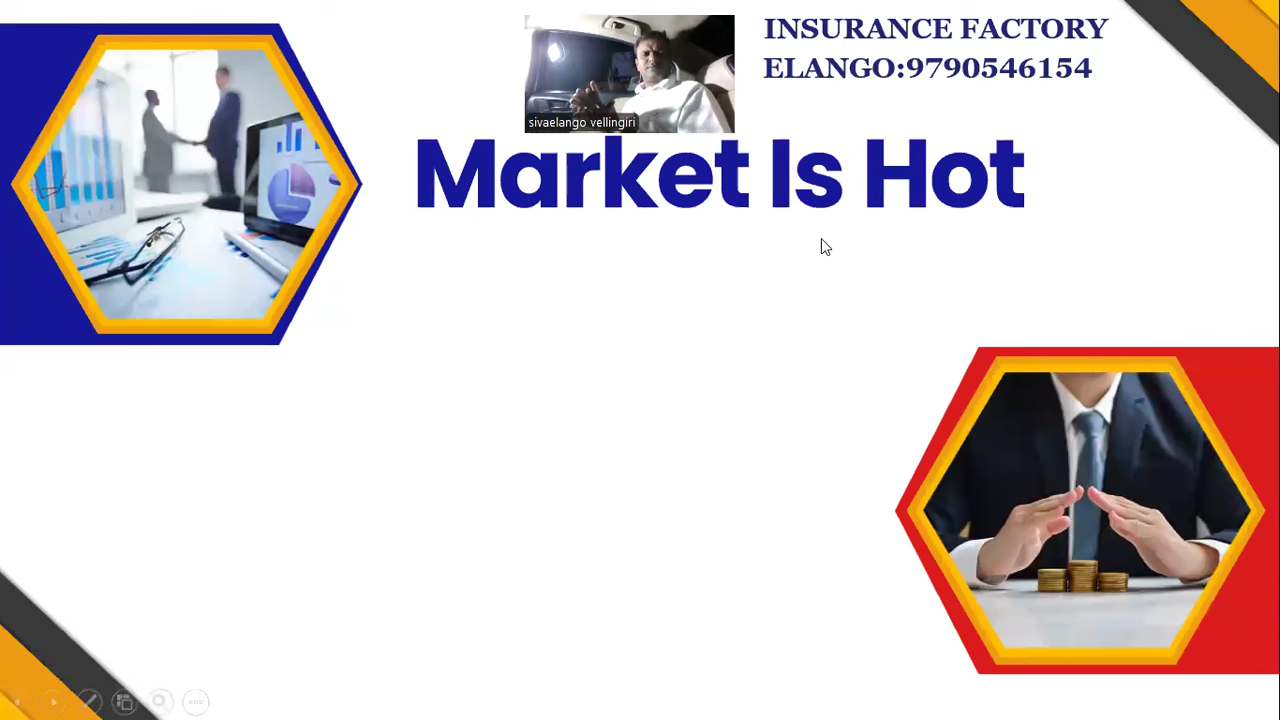 INSURANCE FACTORY
ELANGO:9790546154
sivaelango vellingiri
Market Is Hot